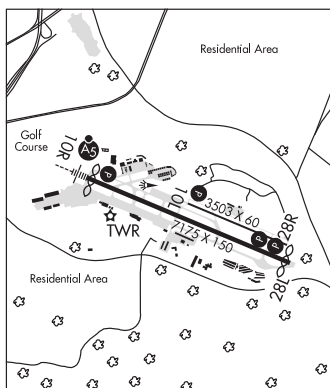 Residential Area
Golf
Course
A5
10R
d
d
10L
3503 X 60
28R
P
P
7175 X 150
TWR
28L
Residential Area